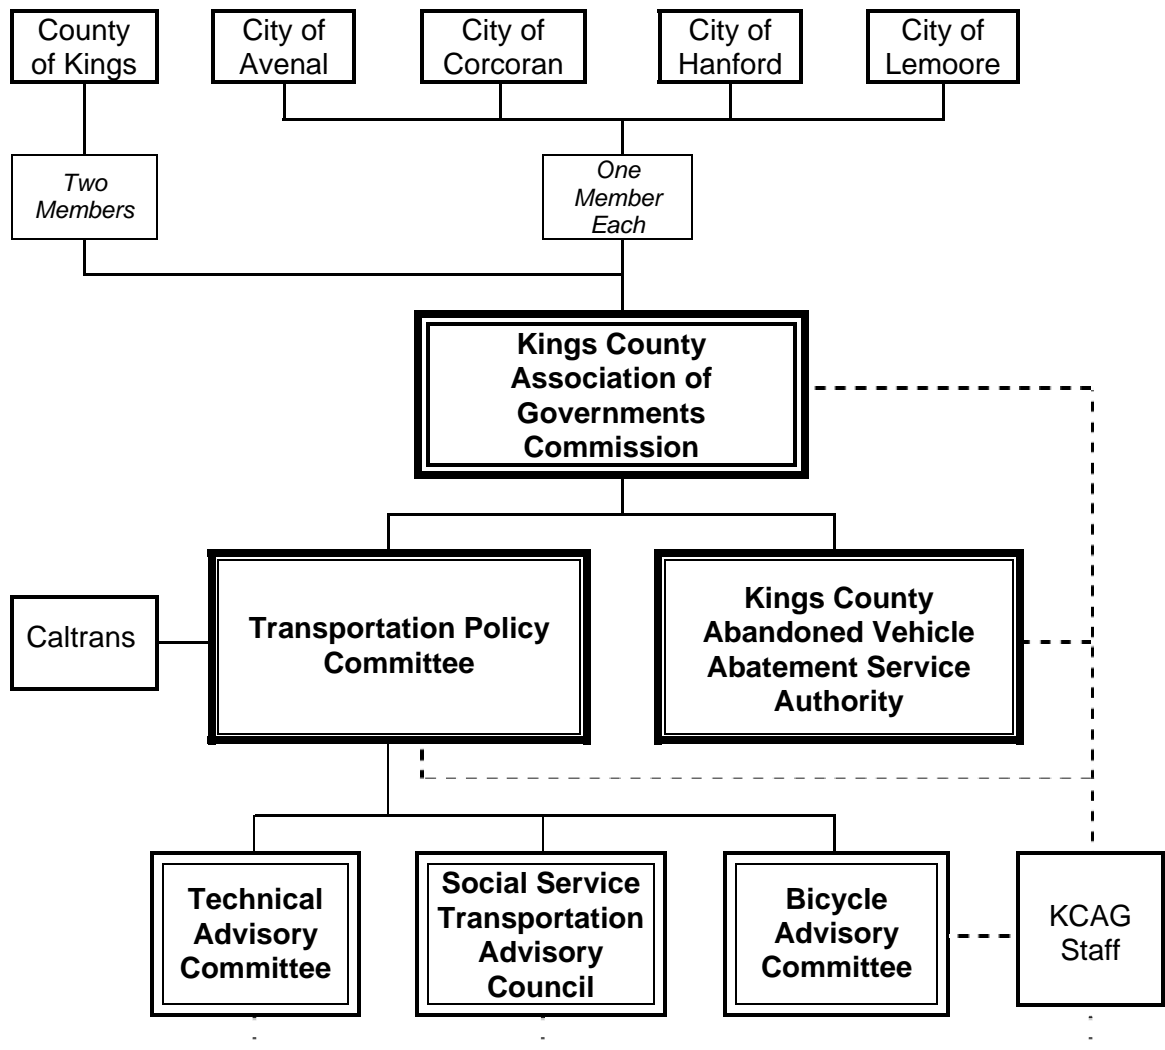 County
of Kings
City of
Avenal
City of
Corcoran
City of
Hanford
City of
Lemoore
Two
Members
One
Member
Each
Kings County
Association of
Governments
Commission
Caltrans
Transportation Policy
Committee
Kings County
Abandoned Vehicle
Abatement Service
Authority
Technical
Advisory
Committee
Social Service
Transportation
Advisory
Council
Bicycle
Advisory
Committee
KCAG
Staff